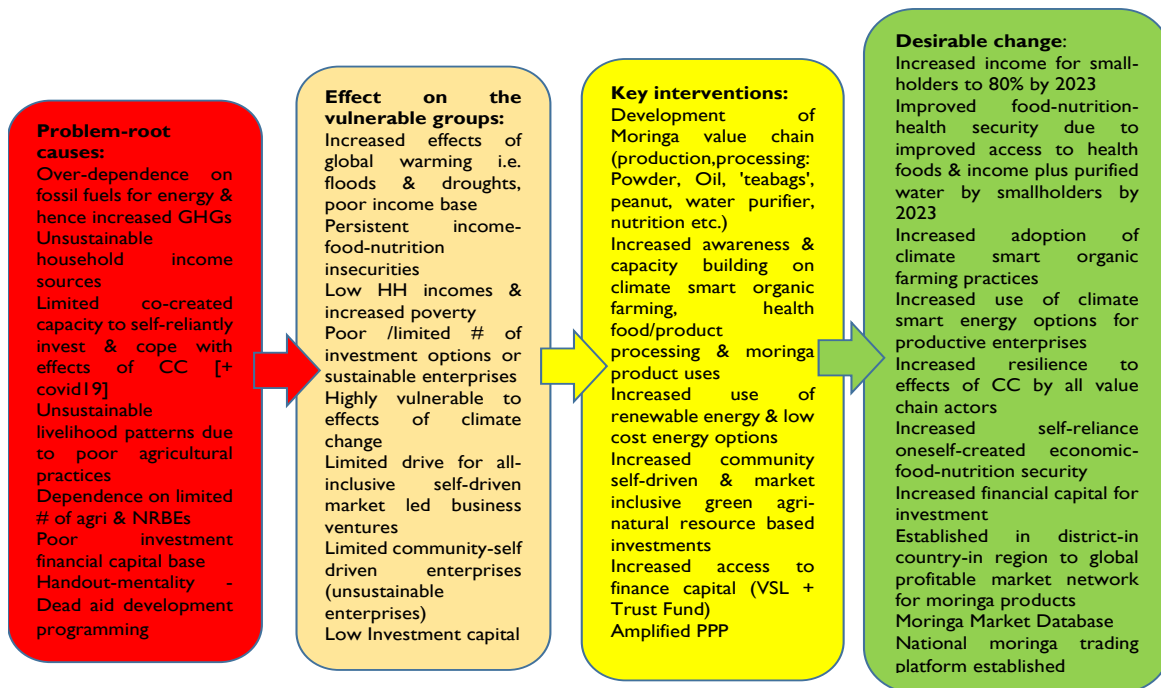 Problem-root
causes:
Over-dependence on
fossil fuels for energy &
hence increased GHGs
Unsustainable
household income
sources
Limited co-created
capacity to self-reliantly
invest & cope with
effects of CC [+
covid19]
Unsustainable
livelihood patterns due
to poor agricultural
practices
Dependence on limited
# of agri & NRBEs
Poor investment
financial capital base
Handout-mentality -
Dead aid development
programming
Effect on the
vulnerable groups:
Increased effects of
global warming i.e.
floods & droughts,
poor income base
Persistent income-
food-nutrition
insecurities
Low HH incomes &
increased poverty
Poor /limited # of
investment options or
sustainable enterprises
Highly vulnerable to
effects of climate
change
Limited drive for all-
inclusive self-driven
market led business
ventures
Limited community-self
driven enterprises
(unsustainable
enterprises)
Low Investment capital
Key interventions:
Development of
Moringa value chain
(production,processing:
Powder, Oil, 'teabags',
peanut, water purifier,
nutrition etc.)
Increased awareness &
capacity building on
climate smart organic
farming, health
food/product
processing & moringa
product uses
Increased use of
renewable energy & low
cost energy options
Increased community
self-driven & market
inclusive green agri-
natural resource based
investments
Increased access to
finance capital (VSL +
Trust Fund)
Amplified PPP
Desirable change:
Increased income for small-
holders to 80% by 2023
Improved food-nutrition-
health security due to
improved access to health
foods & income plus purified
water by smallholders by
2023
Increased adoption of
climate smart organic
farming practices
Increased use of climate
smart energy options for
productive enterprises
Increased resilience to
effects of CC by all value
chain actors
Increased self-reliance
oneself-created economic-
food-nutrition security
Increased financial capital for
investment
Established in district-in
country-in region to global
profitable market network
for moringa products
Moringa Market Database
National moringa trading
platform established